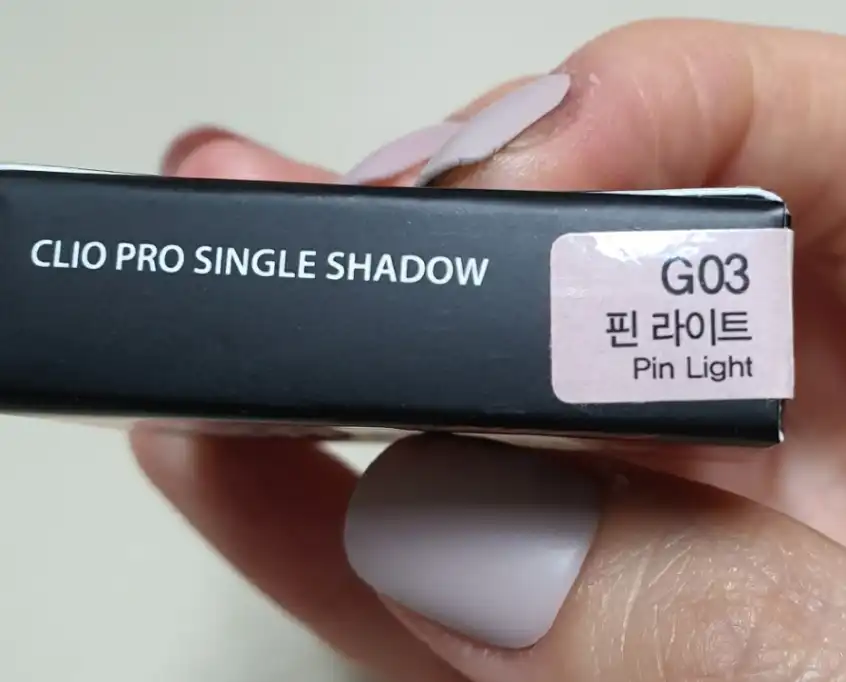 CLIO PRO SINGLE SHADOW
G03
핀 라이트
Pin Light